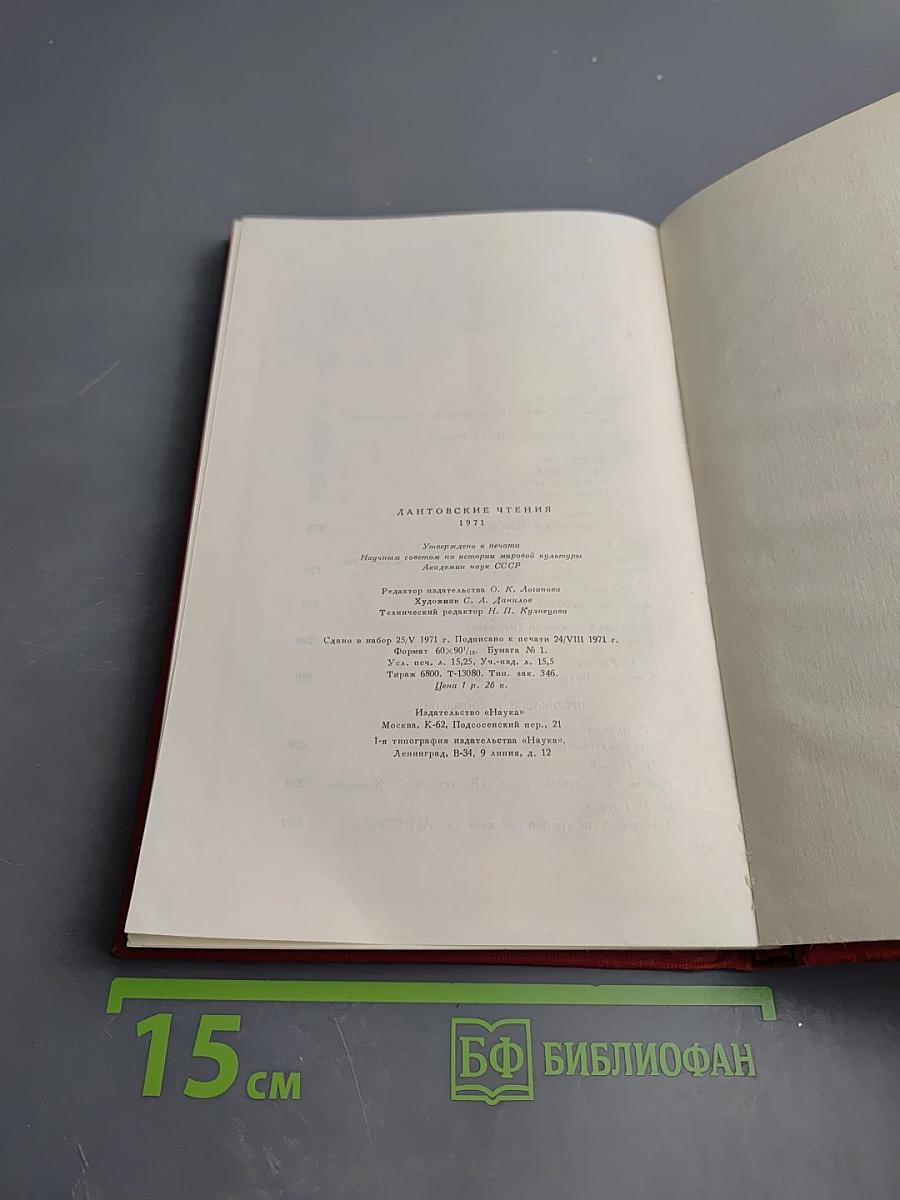 ДАНТОВСКИЕ ЧТЕНИЯ
1971
Утверждено к печати
Научным советом по истории мировой культуры
Академии наук СССР
Редактор издательства О. К. Логинова
Художник С. А. Данилов
Технический редактор Н. П. Кузнецова
Сдано в набор 25/V 1971 г. Подписано к печати 24/VIII 1971 г.
Формат 60×90¹/₁₆. Бумага № 1.
Усл. печ. л. 15,25. Уч.-изд. л. 15,5
Тираж 6800. Т-13080. Тип. зак. 346.
Цена 1 р. 26 к.
Издательство «Наука»
Москва, К-62, Подсосенский пер., 21
1-я типография издательства «Наука».
Ленинград, В-34, 9 линия, д. 12
15 см
БФ БИБЛИОФАН